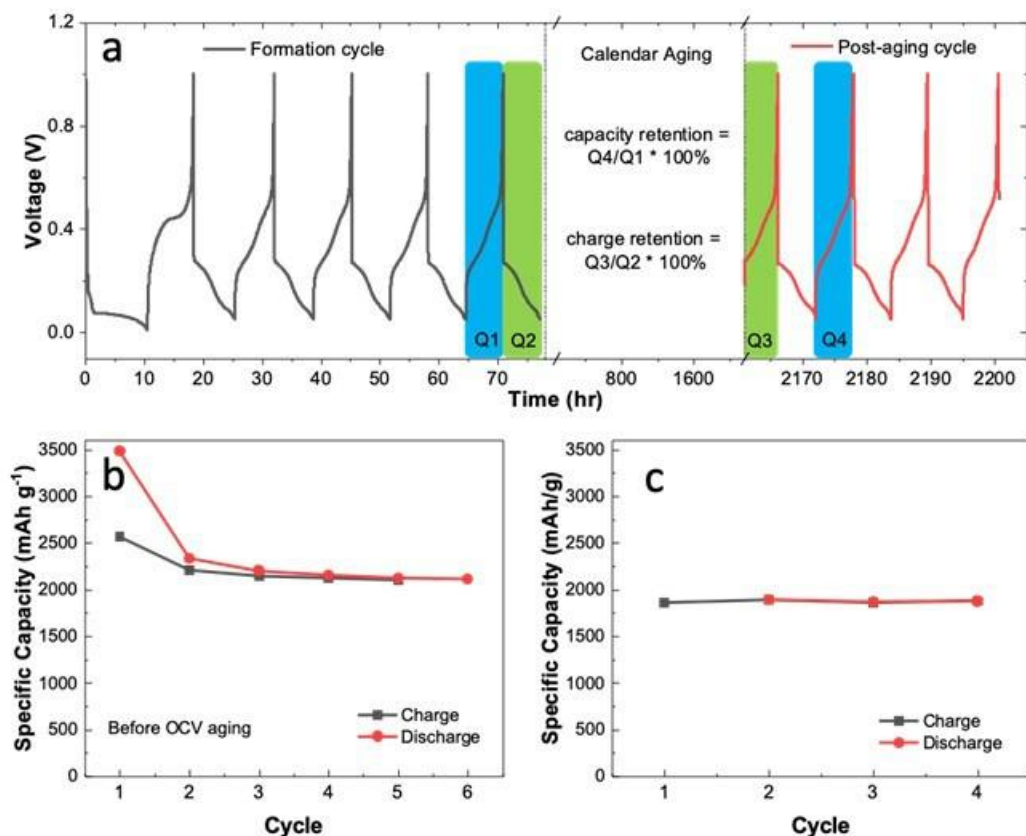 a
Formation cycle
Calendar Aging
Post-aging cycle
capacity retention =
Q4/Q1 * 100%
charge retention =
Q3/Q2 * 100%
Q1
Q2
Q3
Q4
Voltage (V)
1.2
0.8
0.4
0.0
0 10 20 30 40 50 60 70 800 1600 2170 2180 2190 2200
Time (hr)
b
Specific Capacity (mAh g⁻¹)
3500
3000
2500
2000
1500
1000
500
0
Before OCV aging
Charge
Discharge
1 2 3 4 5 6
Cycle
c
Specific Capacity (mAh/g)
3500
3000
2500
2000
1500
1000
500
0
Charge
Discharge
1 2 3 4
Cycle